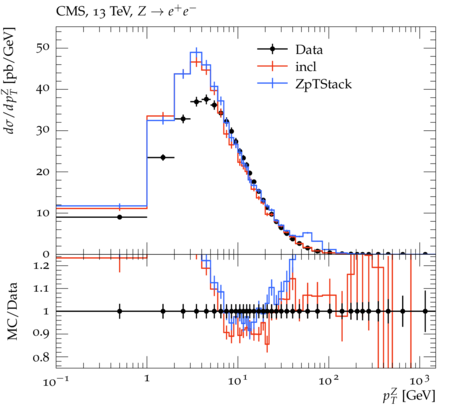 CMS, 13 TeV, Z → e⁺e⁻
dσ/dp_T^Z [pb/GeV]
50
40
30
20
10
0
Data
incl
ZpTStack
MC/Data
1.2
1.1
1
0.9
0.8
10⁻¹ 1 10¹ 10² 10³
p_T^Z [GeV]